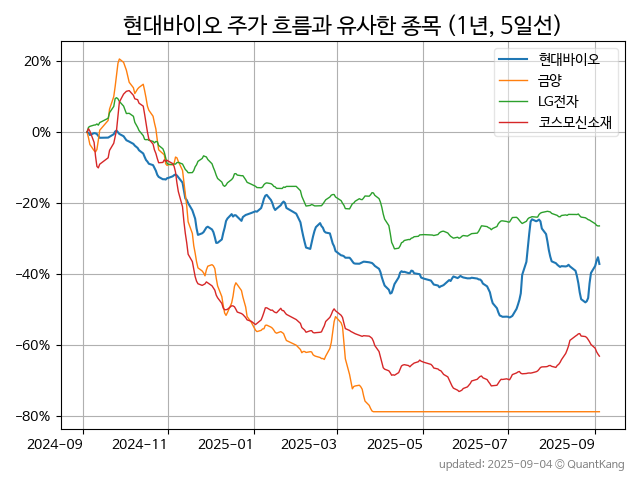 현대바이오 주가 흐름과 유사한 종목 (1년, 5일선)
현대바이오
금양
LG전자
코스모신소재
20%
0%
−20%
−40%
−60%
−80%
2024−09
2024−11
2025−01
2025−03
2025−05
2025−07
2025−09
updated: 2025−09−04 © QuantKang